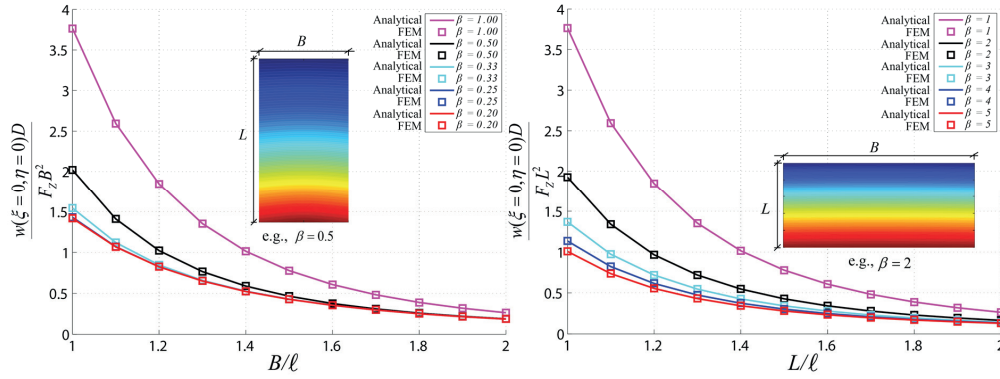 w(ξ=0,η=0)D
F_Z B²
4
3.5
3
2.5
2
1.5
1
0.5
0
1
1.2
1.4
1.6
1.8
2
B/ℓ
Analytical β = 1.00
FEM β = 1.00
Analytical β = 0.50
FEM β = 0.50
Analytical β = 0.33
FEM β = 0.33
Analytical β = 0.25
FEM β = 0.25
Analytical β = 0.20
FEM β = 0.20
B
L
e.g., β = 0.5
w(ξ=0,η=0)D
F_Z L²
4
3.5
3
2.5
2
1.5
1
0.5
0
1
1.2
1.4
1.6
1.8
2
L/ℓ
Analytical β = 1
FEM β = 1
Analytical β = 2
FEM β = 2
Analytical β = 3
FEM β = 3
Analytical β = 4
FEM β = 4
Analytical β = 5
FEM β = 5
B
L
e.g., β = 2